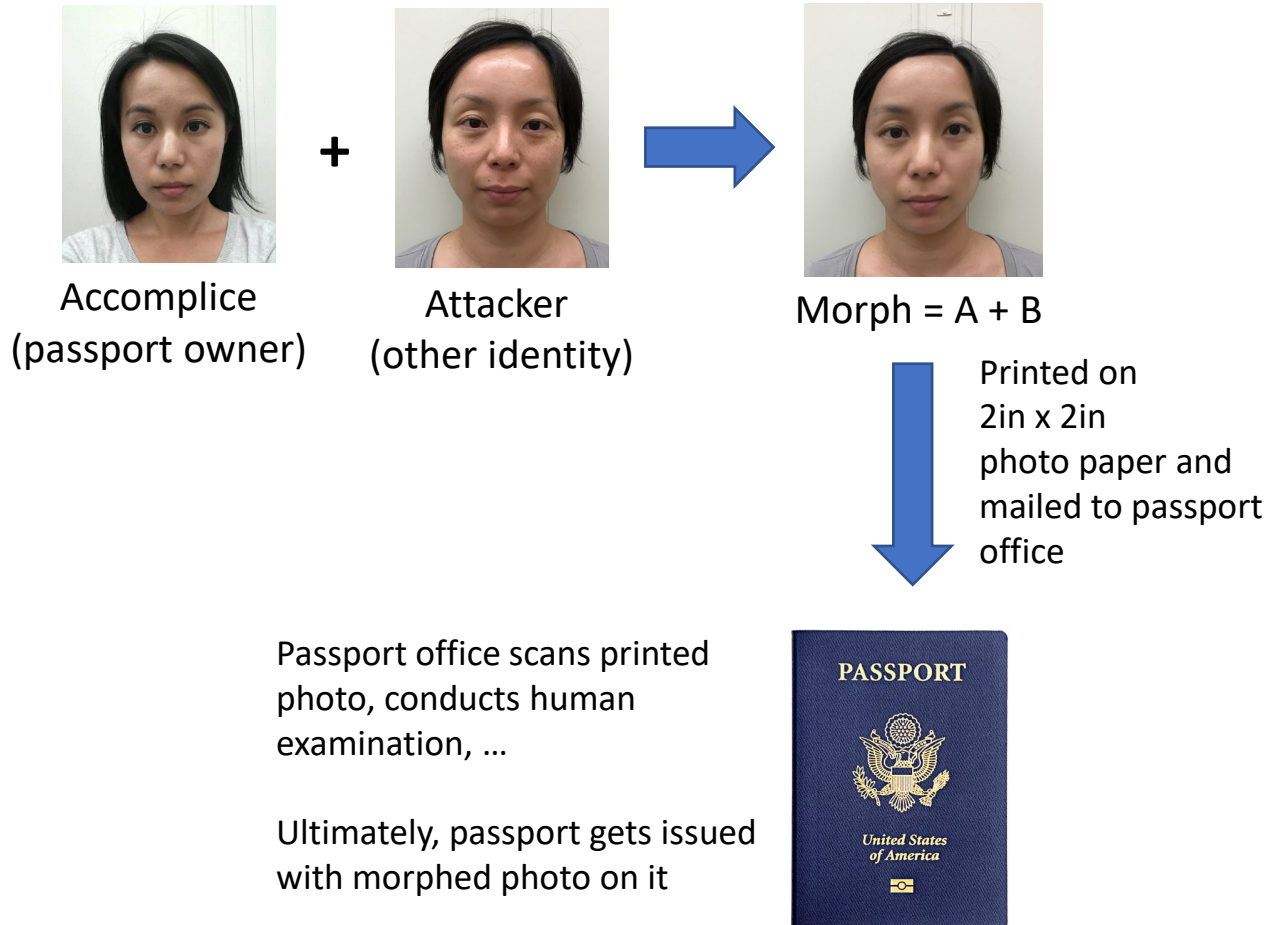 +
Accomplice
(passport owner)
Attacker
(other identity)
Morph = A + B
Printed on
2in x 2in
photo paper and
mailed to passport
office
Passport office scans printed
photo, conducts human
examination, …
Ultimately, passport gets issued
with morphed photo on it
PASSPORT
United States
of America